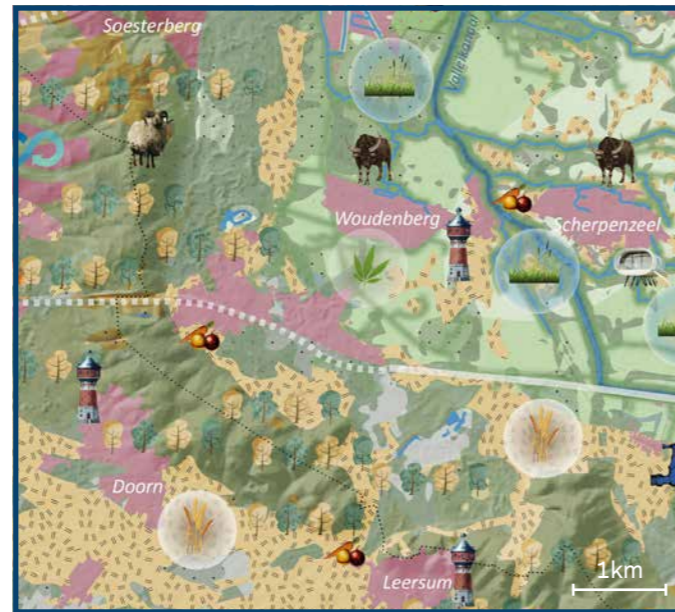 Soesterberg
Valleikanaal
Woudenberg
Scherpenzeel
Doorn
Leersum
1km